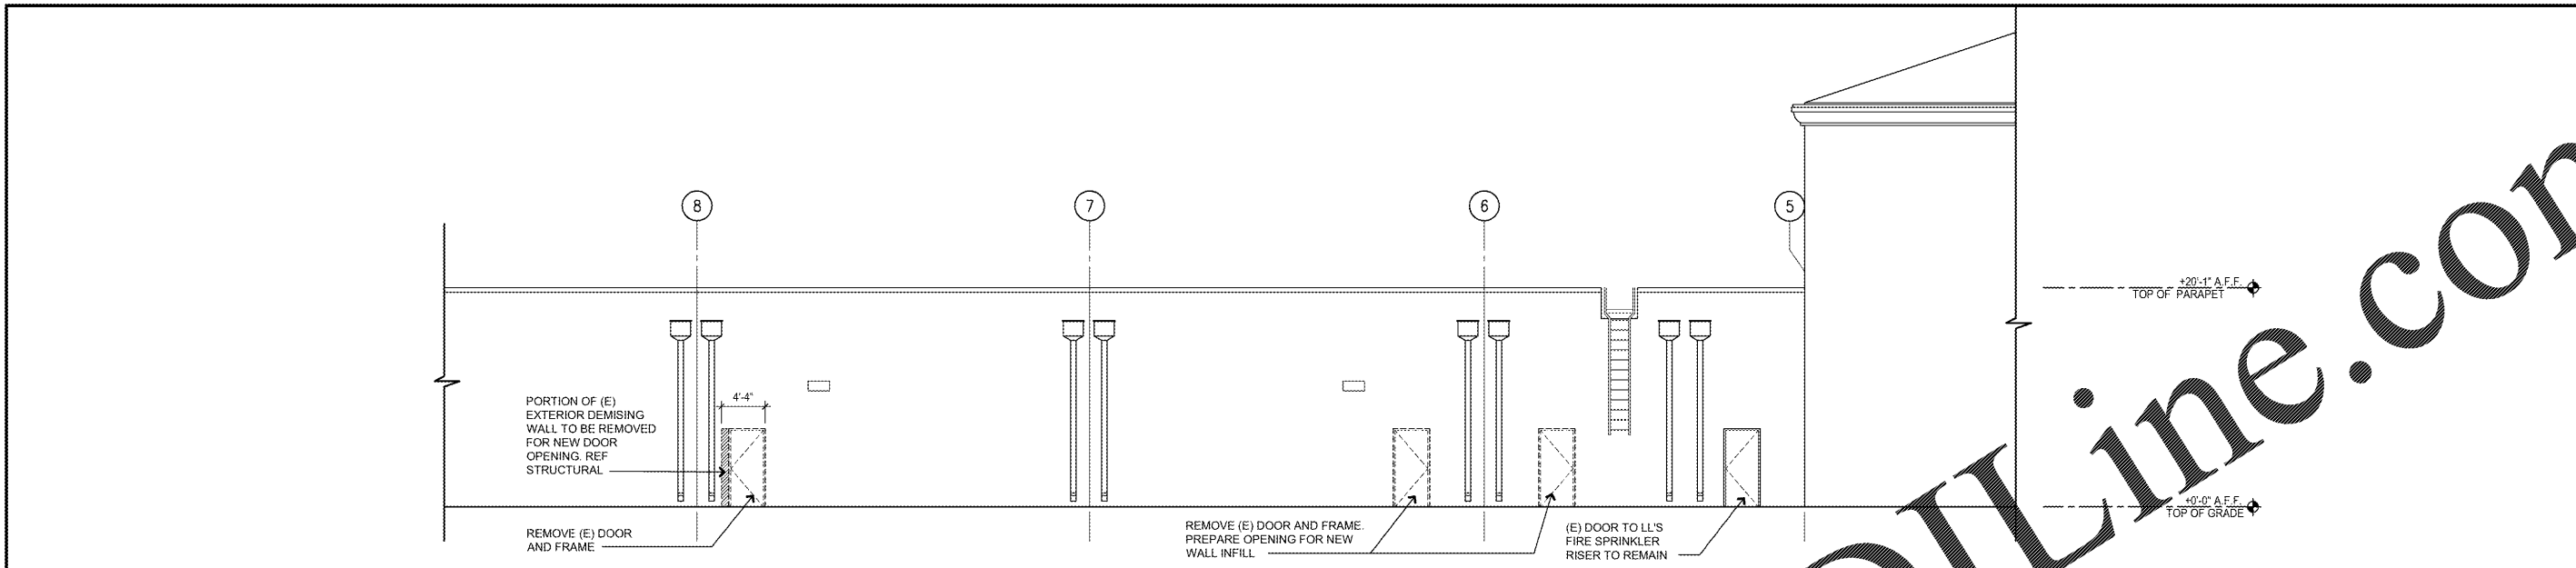 8
7
6
5
+20'-1" A.F.F.
TOP OF PARAPET
4'-4"
PORTION OF (E)
EXTERIOR DEMISING
WALL TO BE REMOVED
FOR NEW DOOR
OPENING. REF
STRUCTURAL
+0'-0" A.F.F.
TOP OF GRADE
REMOVE (E) DOOR
AND FRAME
REMOVE (E) DOOR AND FRAME.
PREPARE OPENING FOR NEW
WALL INFILL
(E) DOOR TO LL'S
FIRE SPRINKLER
RISER TO REMAIN
Line.com